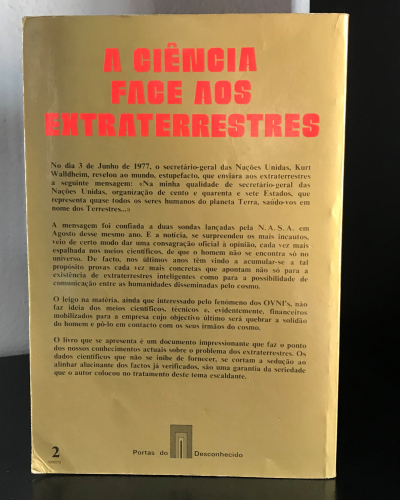 A CIÊNCIA
FACE AOS
EXTRATERRESTRES
No dia 3 de Junho de 1977, o secretário-geral das Nações Unidas, Kurt
Walldheim, revelou ao mundo, estupefacto, que enviara aos extraterrestres
a seguinte mensagem: «Na minha qualidade de secretário-geral das
Nações Unidas, organização de cento e quarenta e sete Estados, que
representa quase todos os seres humanos do planeta Terra, saúdo-vos em
nome dos Terrestres...»
A mensagem foi confiada a duas sondas lançadas pela N.A.S.A. em
Agosto desse mesmo ano. E a notícia, se surpreendeu os mais incautos,
veio de certo modo dar uma consagração oficial à opinião, cada vez mais
espalhada nos meios científicos, de que o homem não se encontra só no
universo. De facto, nos últimos anos têm vindo a acumular-se a tal
propósito provas cada vez mais concretas que apontam não só para a
existência de extraterrestres inteligentes como para a possibilidade de
comunicação entre as humanidades disseminadas pelo cosmo.
O leigo na matéria, ainda que interessado pelo fenómeno dos OVNI's, não
faz ideia dos meios científicos, técnicos e, evidentemente, financeiros
mobilizados para a empresa cujo objectivo último será quebrar a solidão
do homem e pô-lo em contacto com os seus irmãos do cosmo.
O livro que se apresenta é um documento impressionante que faz o ponto
dos nossos conhecimentos actuais sobre o problema dos extraterrestres. Os
dados científicos que não se inibe de fornecer, se cortam a sedução ao
alinhar alucinante dos factos já verificados, são uma garantia da seriedade
que o autor colocou no tratamento deste tema escaldante.
2
Portas do Desconhecido